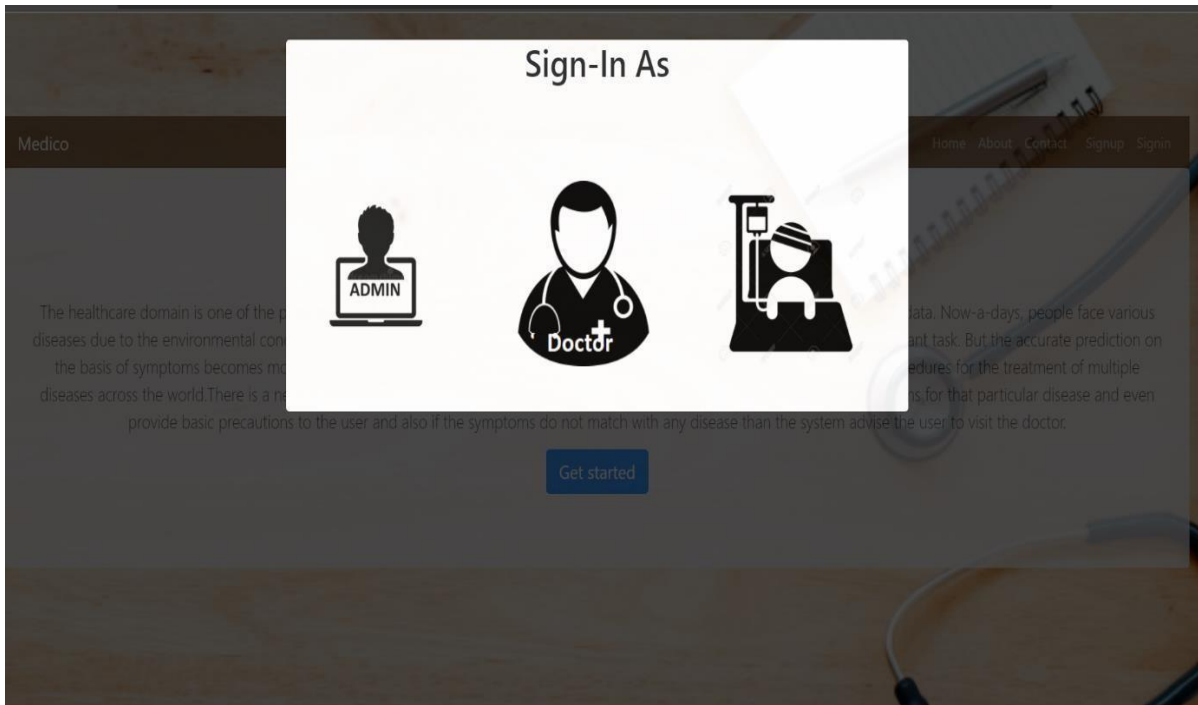 Sign-In As
Medico
Home About Contact Signup Signin
ADMIN
Doctor
The healthcare domain is one of the p
data. Now-a-days, people face various
diseases due to the environmental con
ant task. But the accurate prediction on
the basis of symptoms becomes mo
edures for the treatment of multiple
diseases across the world.There is a ne
ns,for that particular disease and even
provide basic precautions to the user and also if the symptoms do not match with any disease than the system advise the user to visit the doctor.
Get started